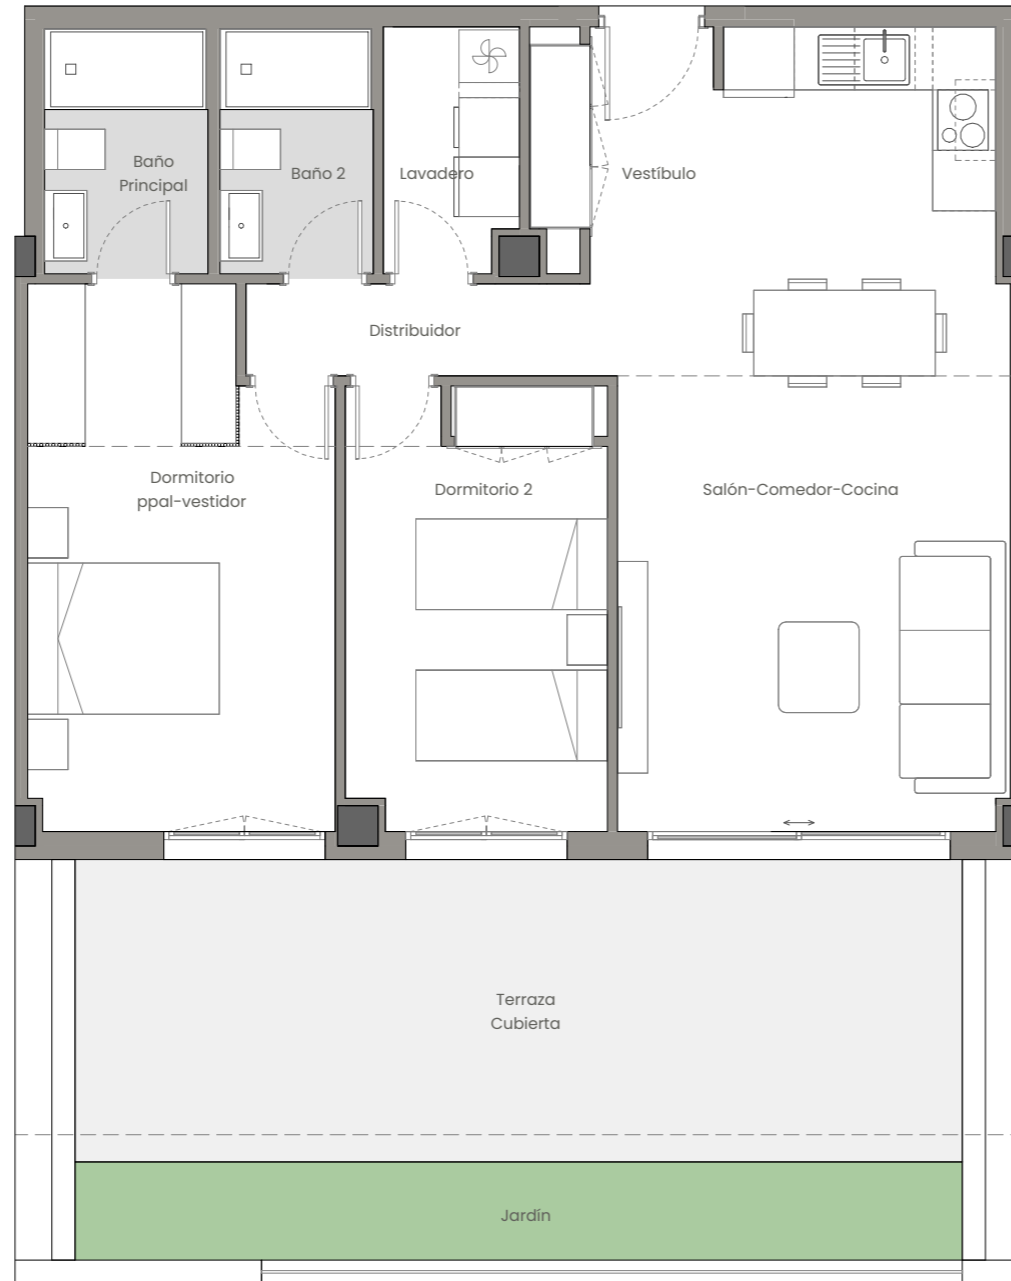 Baño
Principal
Baño 2
Lavadero
Vestíbulo
Distribuidor
Dormitorio
ppal-vestidor
Dormitorio 2
Salón-Comedor-Cocina
Terraza
Cubierta
Jardín